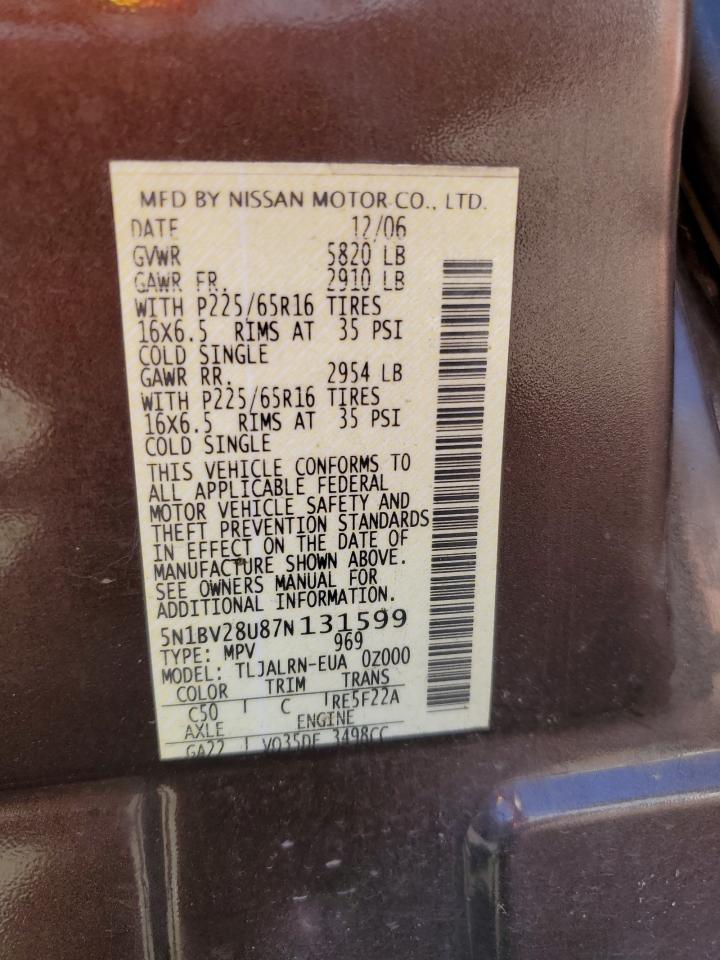 MFD BY NISSAN MOTOR CO., LTD.
DATE 12/06
GVWR 5820 LB
GAWR FR. 2910 LB
WITH P225/65R16 TIRES
16X6.5 RIMS AT 35 PSI
COLD SINGLE
GAWR RR. 2954 LB
WITH P225/65R16 TIRES
16X6.5 RIMS AT 35 PSI
COLD SINGLE
THIS VEHICLE CONFORMS TO
ALL APPLICABLE FEDERAL
MOTOR VEHICLE SAFETY AND
THEFT PREVENTION STANDARDS
IN EFFECT ON THE DATE OF
MANUFACTURE SHOWN ABOVE.
SEE OWNERS MANUAL FOR
ADDITIONAL INFORMATION.
5N1BV28U87N131599
TYPE: MPV 969
MODEL: TLJALRN-EUA 0Z000
COLOR TRIM TRANS
C50 C RE5F22A
AXLE ENGINE
GA22 VQ35DE 3498CC